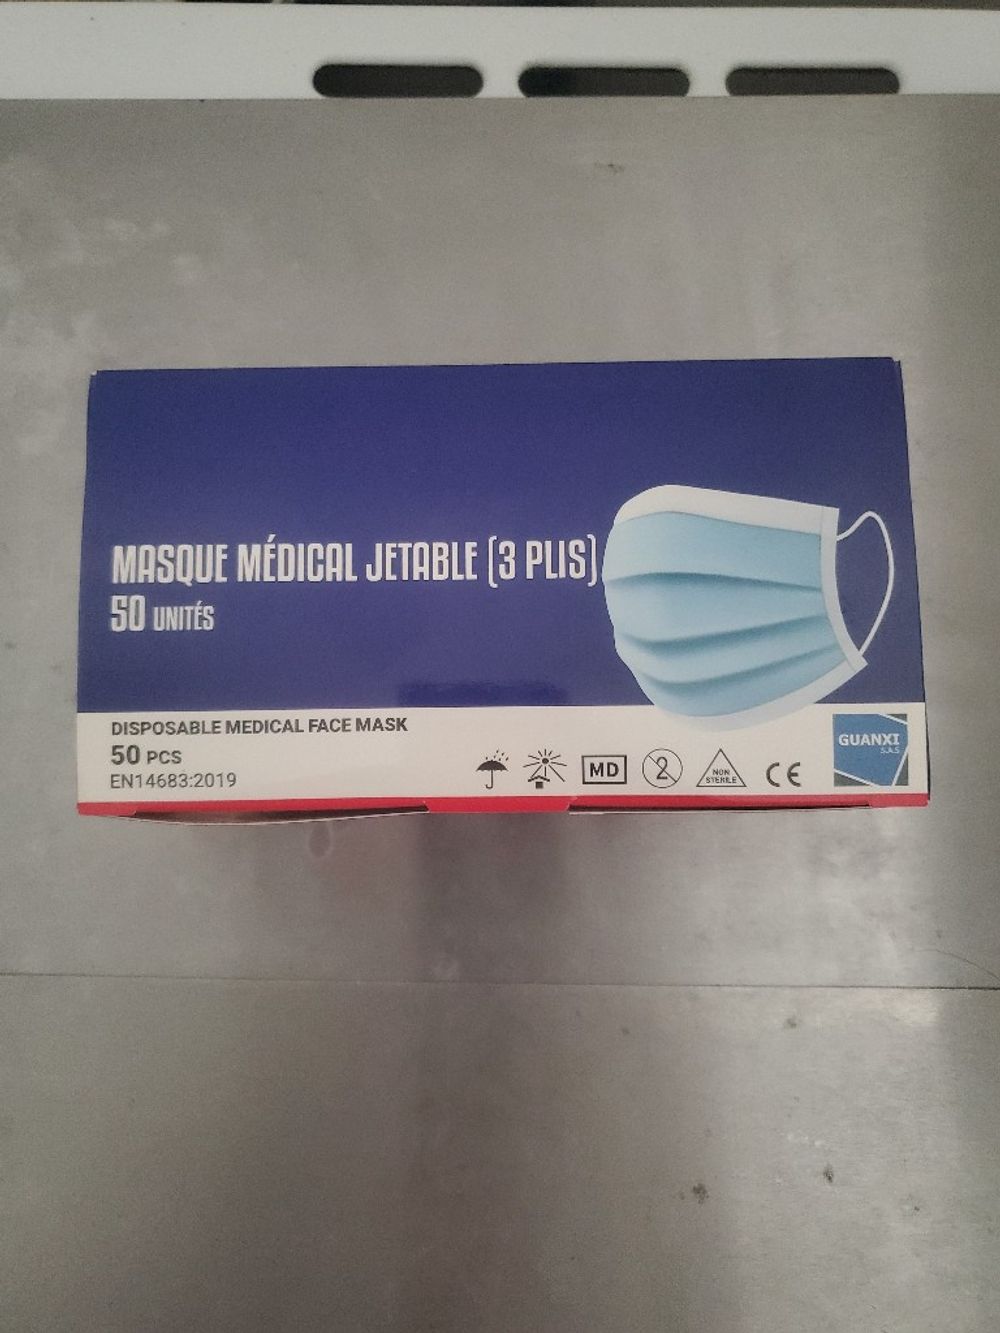 MASQUE MÉDICAL JETABLE (3 PLIS)
50 UNITÉS
DISPOSABLE MEDICAL FACE MASK
50 PCS
EN14683:2019
MD
2
NON
STERILE
CE
GUANXI
S.A.S